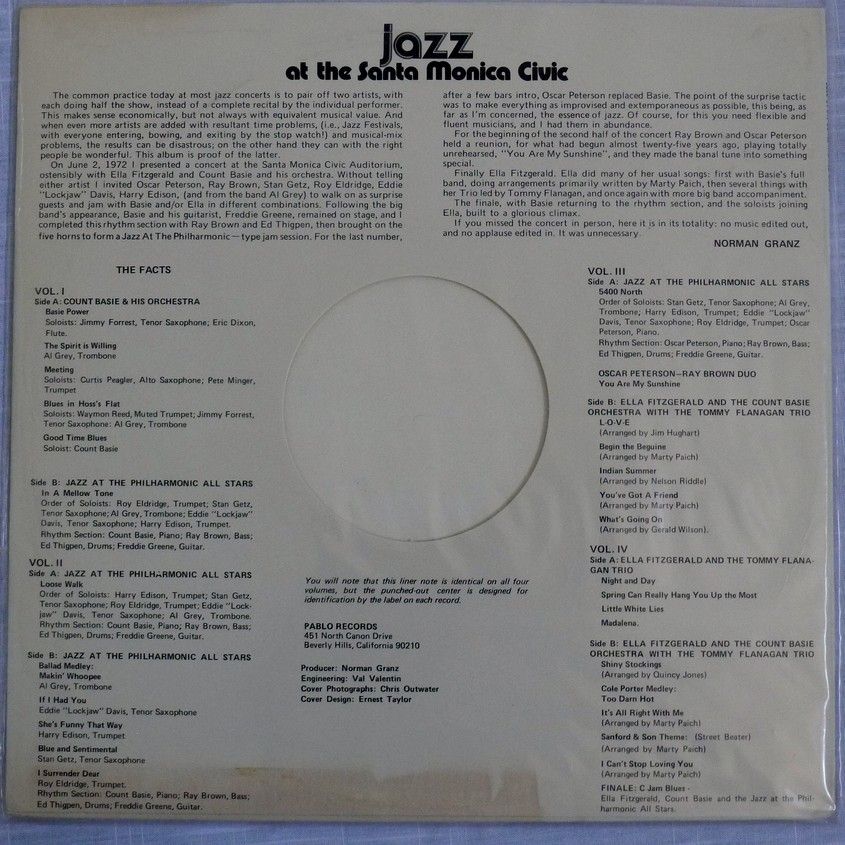 jazz
at the Santa Monica Civic
The common practice today at most jazz concerts is to pair off two artists, with
each doing half the show, instead of a complete recital by the individual performer.
This makes sense economically, but not always with equivalent musical value. And
when even more artists are added with resultant time problems, (i.e., Jazz Festivals,
with everyone entering, bowing, and exiting by the stop watch!) and musical-mix
problems, the results can be disastrous; on the other hand they can with the right
people be wonderful. This album is proof of the latter.
On June 2, 1972 I presented a concert at the Santa Monica Civic Auditorium,
ostensibly with Ella Fitzgerald and Count Basie and his orchestra. Without telling
either artist I invited Oscar Peterson, Ray Brown, Stan Getz, Roy Eldridge, Eddie
"Lockjaw" Davis, Harry Edison, (and from the band Al Grey) to walk on as surprise
guests and jam with Basie and/or Ella in different combinations. Following the big
band's appearance, Basie and his guitarist, Freddie Greene, remained on stage, and I
completed this rhythm section with Ray Brown and Ed Thigpen, then brought on the
five horns to form a Jazz At The Philharmonic — type jam session. For the last number,
after a few bars intro, Oscar Peterson replaced Basie. The point of the surprise tactic
was to make everything as improvised and extemporaneous as possible, this being, as
far as I'm concerned, the essence of jazz. Of course, for this you need flexible and
fluent musicians, and I had them in abundance.
For the beginning of the second half of the concert Ray Brown and Oscar Peterson
held a reunion, for what had begun almost twenty-five years ago, playing totally
unrehearsed, "You Are My Sunshine", and they made the banal tune into something
special.
Finally Ella Fitzgerald. Ella did many of her usual songs: first with Basie's full
band, doing arrangements primarily written by Marty Paich, then several things with
her Trio led by Tommy Flanagan, and once again with more big band accompaniment.
The finale, with Basie returning to the rhythm section, and the soloists joining
Ella, built to a glorious climax.
If you missed the concert in person, here it is in its totality: no music edited out,
and no applause edited in. It was unnecessary.
NORMAN GRANZ
THE FACTS
VOL. I
Side A: COUNT BASIE & HIS ORCHESTRA
Basie Power
Soloists: Jimmy Forrest, Tenor Saxophone; Eric Dixon,
Flute.
The Spirit is Willing
Al Grey, Trombone
Meeting
Soloists: Curtis Peagler, Alto Saxophone; Pete Minger,
Trumpet
Blues in Hoss's Flat
Soloists: Waymon Reed, Muted Trumpet; Jimmy Forrest,
Tenor Saxophone: Al Grey, Trombone
Good Time Blues
Soloist: Count Basie
Side B: JAZZ AT THE PHILHARMONIC ALL STARS
In A Mellow Tone
Order of Soloists: Roy Eldridge, Trumpet; Stan Getz,
Tenor Saxophone; Al Grey, Trombone; Eddie "Lockjaw"
Davis, Tenor Saxophone; Harry Edison, Trumpet.
Rhythm Section: Count Basie, Piano; Ray Brown, Bass;
Ed Thigpen, Drums; Freddie Greene, Guitar.
VOL. II
Side A: JAZZ AT THE PHILHARMONIC ALL STARS
Loose Walk
Order of Soloists: Harry Edison, Trumpet; Stan Getz,
Tenor Saxophone; Roy Eldridge, Trumpet; Eddie "Lock-
jaw" Davis, Tenor Saxophone; Al Grey, Trombone.
Rhythm Section: Count Basie, Piano; Ray Brown, Bass;
Ed Thigpen, Drums; Freddie Greene, Guitar.
Side B: JAZZ AT THE PHILHARMONIC ALL STARS
Ballad Medley:
Makin' Whoopee
Al Grey, Trombone
If I Had You
Eddie "Lockjaw" Davis, Tenor Saxophone
She's Funny That Way
Harry Edison, Trumpet
Blue and Sentimental
Stan Getz, Tenor Saxophone
I Surrender Dear
Roy Eldridge, Trumpet.
Rhythm Section: Count Basie, Piano; Ray Brown, Bass;
Ed Thigpen, Drums; Freddie Greene, Guitar.
You will note that this liner note is identical on all four
volumes, but the punched-out center is designed for
identification by the label on each record.
PABLO RECORDS
451 North Canon Drive
Beverly Hills, California 90210
Producer: Norman Granz
Engineering: Val Valentin
Cover Photographs: Chris Outwater
Cover Design: Ernest Taylor
VOL. III
Side A: JAZZ AT THE PHILHARMONIC ALL STARS
5400 North
Order of Soloists: Stan Getz, Tenor Saxophone; Al Grey,
Trombone; Harry Edison, Trumpet; Eddie "Lockjaw"
Davis, Tenor Saxophone; Roy Eldridge, Trumpet; Oscar
Peterson, Piano.
Rhythm Section: Oscar Peterson, Piano; Ray Brown, Bass;
Ed Thigpen, Drums; Freddie Greene, Guitar.
OSCAR PETERSON—RAY BROWN DUO
You Are My Sunshine
Side B: ELLA FITZGERALD AND THE COUNT BASIE
ORCHESTRA WITH THE TOMMY FLANAGAN TRIO
L-O-V-E
(Arranged by Jim Hughart)
Begin the Beguine
(Arranged by Marty Paich)
Indian Summer
(Arranged by Nelson Riddle)
You've Got A Friend
(Arranged by Marty Paich)
What's Going On
(Arranged by Gerald Wilson).
VOL. IV
Side A: ELLA FITZGERALD AND THE TOMMY FLANA-
GAN TRIO
Night and Day
Spring Can Really Hang You Up the Most
Little White Lies
Madalena.
Side B: ELLA FITZGERALD AND THE COUNT BASIE
ORCHESTRA WITH THE TOMMY FLANAGAN TRIO
Shiny Stockings
(Arranged by Quincy Jones)
Cole Porter Medley:
Too Darn Hot
It's All Right With Me
(Arranged by Marty Paich)
Sanford & Son Theme: (Street Beater)
(Arranged by Marty Paich)
I Can't Stop Loving You
(Arranged by Marty Paich)
FINALE: C Jam Blues -
Ella Fitzgerald, Count Basie and the Jazz at the Phil-
harmonic All Stars.